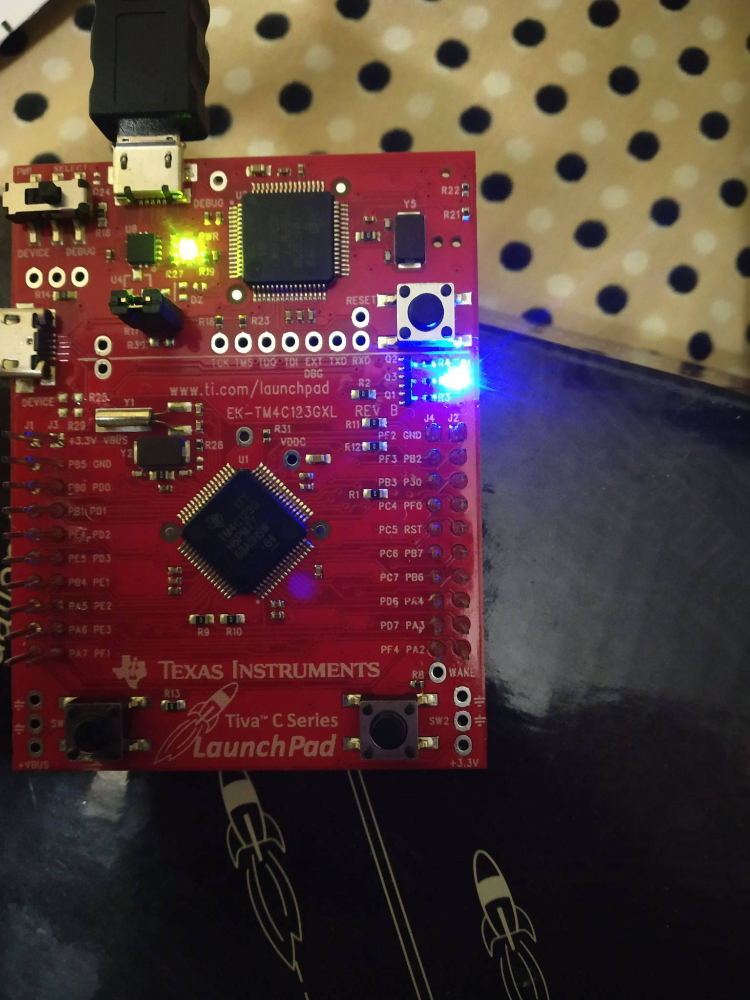 PWR SELECT
R24
DEBUG
R22
R21
Y5
R16
U8
PWR
DEVICE DEBUG
R27 R19
U4
R14
D2
RESET
R18 R23
R17
R30
TCK TMS TDO TDI EXT TXD RXD
DBG
Q2 R4 D1
Q3
Q1 R3
R2
www.ti.com/launchpad
EK-TM4C123GXL REV B
DEVICE R25
Y1
R29
J1 J3
J4 J2
R11
R31
VDDC
R28
Y2
R12
U1
+3.3V VBUS
PB5 GND
PB0 PD0
PB1 PD1
PE4 PD2
PE5 PD3
PB4 PE1
PA5 PE2
PA6 PE3
PA7 PF1
PF2 GND
PF3 PB2
PB3 PE0
PC4 PF0
PC5 RST
PC6 PB7
PC7 PB6
PD6 PA4
PD7 PA3
PF4 PA2
R1
TM4C123G
H6PMT7
G4
R9 R10
TEXAS INSTRUMENTS
WAKE
R8
R13
SW
Tiva™ C Series
LaunchPad
SW2
+VBUS
+3.3V